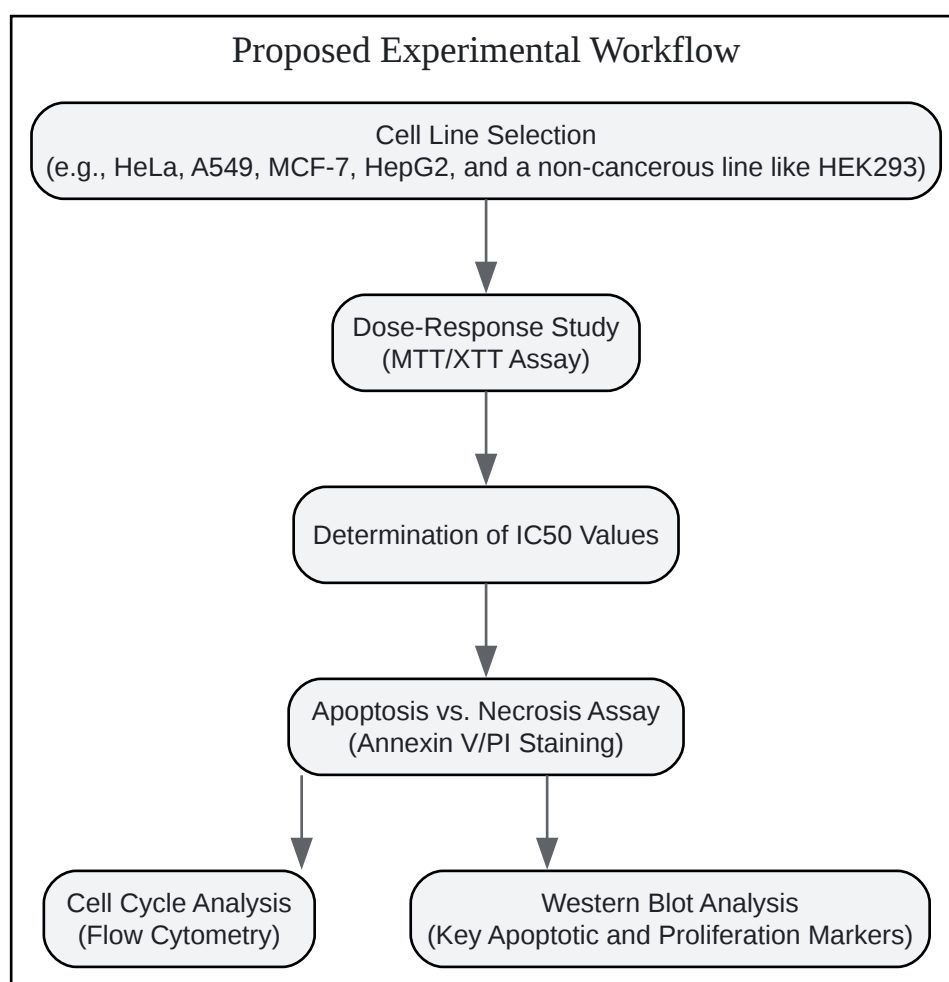 Proposed Experimental Workflow
Cell Line Selection
(e.g., HeLa, A549, MCF-7, HepG2, and a non-cancerous line like HEK293)
Dose-Response Study
(MTT/XTT Assay)
Determination of IC50 Values
Apoptosis vs. Necrosis Assay
(Annexin V/PI Staining)
Cell Cycle Analysis
(Flow Cytometry)
Western Blot Analysis
(Key Apoptotic and Proliferation Markers)